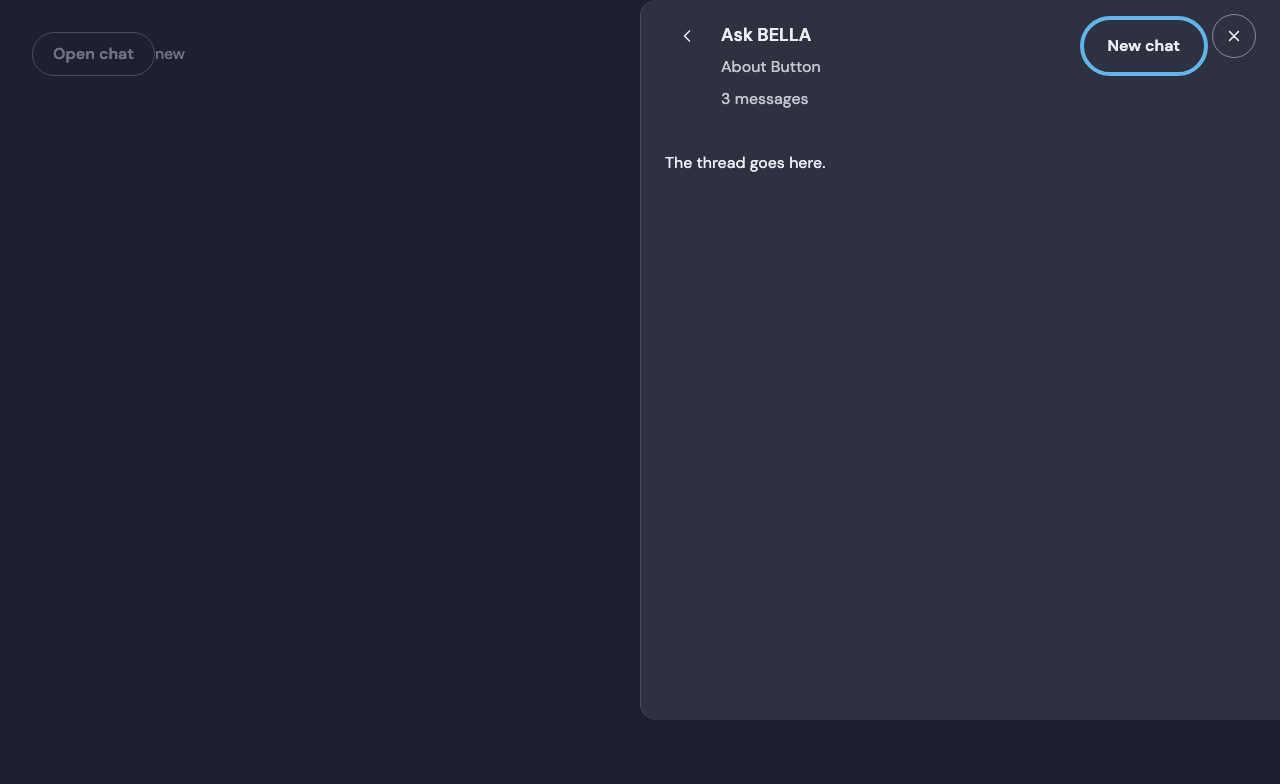 Open chat new
Ask BELLA
New chat
About Button
3 messages
The thread goes here.